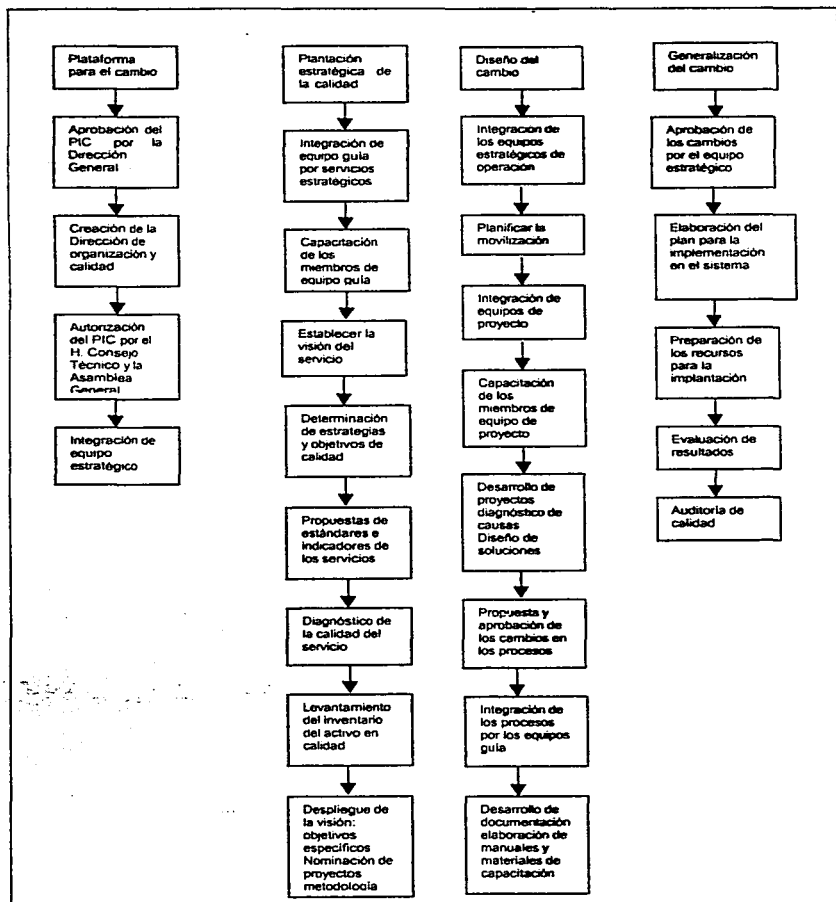 Plataforma
para el cambio
Aprobación del
PIC por la
Dirección
General
Creación de la
Dirección de
organización y
calidad
Autorización
del PIC por el
H. Consejo
Técnico y la
Asamblea
General
Integración de
equipo
estratégico
Plantación
estratégica de
la calidad
Integración de
equipo guía
por servicios
estratégicos
Capacitación
de los
miembros de
equipo guía
Establecer la
visión del
servicio
Determinación
de estrategias
y objetivos de
calidad
Propuestas de
estándares e
indicadores de
los servicios
Diagnóstico de
la calidad del
servicio
Levantamiento
del inventario
del activo en
calidad
Despliegue de
la visión:
objetivos
específicos
Nominación de
proyectos
metodología
Diseño del
cambio
Integración de
los equipos
estratégicos de
operación
Planificar la
movilización
Integración de
equipos de
proyecto
Capacitación
de los
miembros de
equipo de
proyecto
Desarrollo de
proyectos
diagnóstico de
causas
Diseño de
soluciones
Propuesta y
aprobación de
los cambios en
los procesos
Integración de
los procesos
por los equipos
guía
Desarrollo de
documentación
elaboración de
manuales y
materiales de
capacitación
Generalización
del cambio
Aprobación de
los cambios
por el equipo
estratégico
Elaboración del
plan para la
implementación
en el sistema
Preparación de
los recursos
para la
implantación
Evaluación de
resultados
Auditoría de
calidad